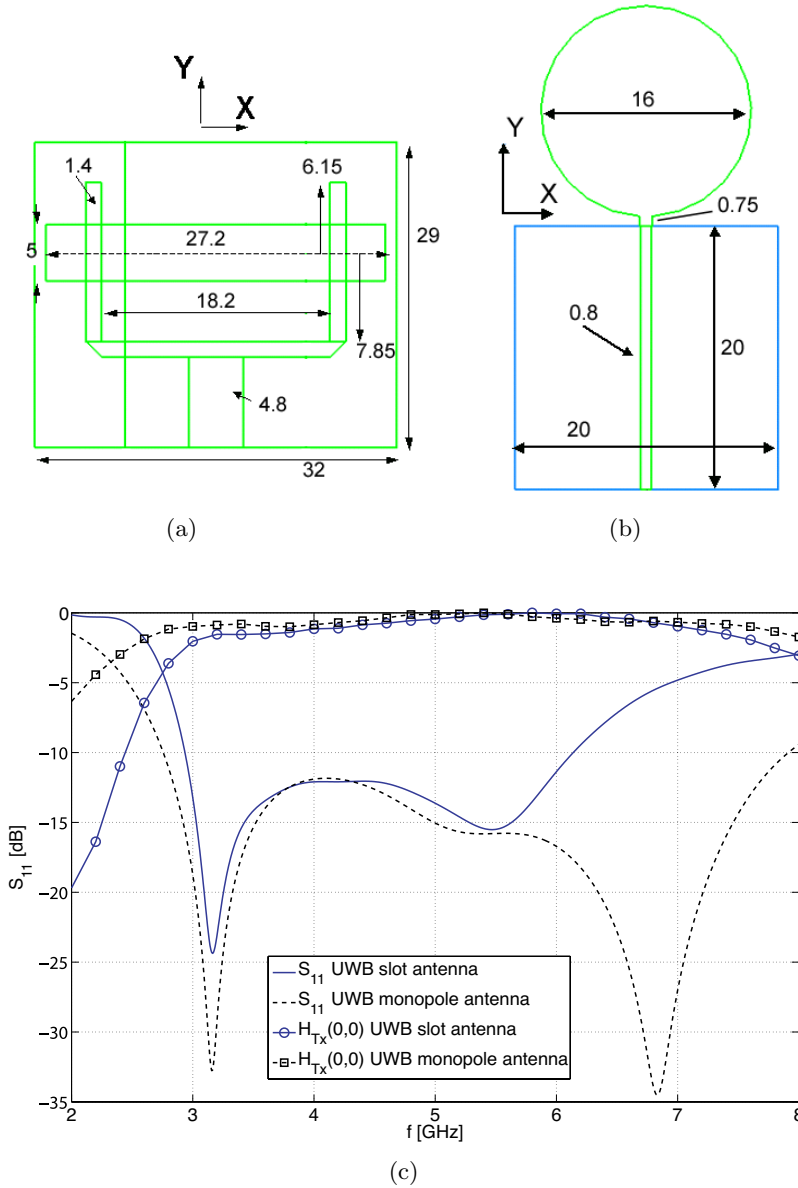 Y
X
1.4
6.15
27.2
5
29
18.2
7.85
4.8
32
(a)
16
Y
X
0.75
0.8
20
20
(b)
0
−5
−10
−15
−20
−25
−30
−35
S11 [dB]
S11 UWB slot antenna
S11 UWB monopole antenna
HTx(0,0) UWB slot antenna
HTx(0,0) UWB monopole antenna
2 3 4 5 6 7 8
f [GHz]
(c)